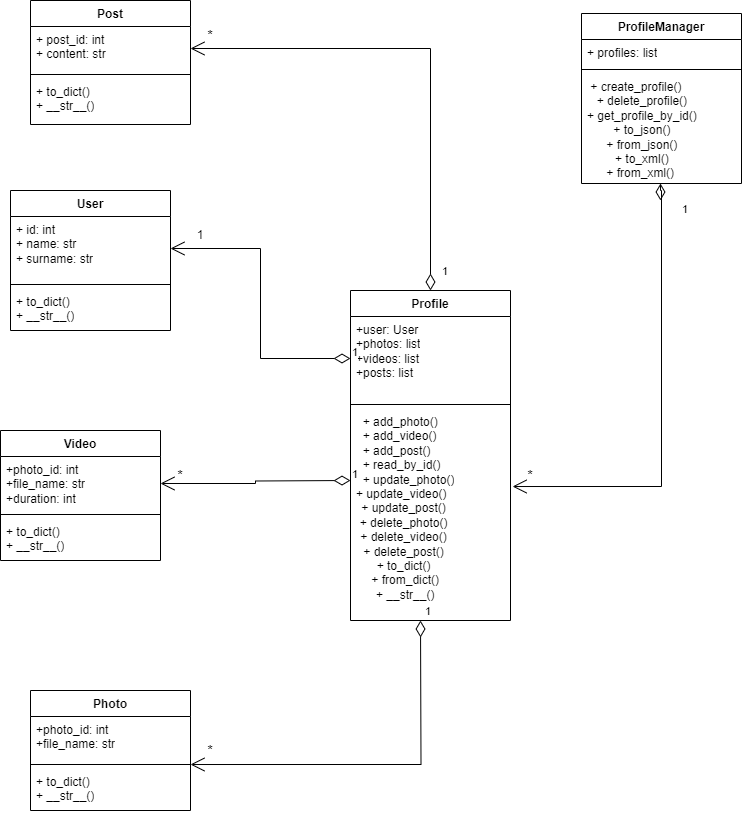 Post
+ post_id: int
+ content: str
+ to_dict()
+ __str__()
*
ProfileManager
+ profiles: list
+ create_profile()
+ delete_profile()
+ get_profile_by_id()
+ to_json()
+ from_json()
+ to_xml()
+ from_xml()
1
User
+ id: int
+ name: str
+ surname: str
+ to_dict()
+ __str__()
1
1
Profile
+user: User
+photos: list
+videos: list
+posts: list
1
+ add_photo()
+ add_video()
+ add_post()
+ read_by_id()
+ update_photo()
+ update_video()
+ update_post()
+ delete_photo()
+ delete_video()
+ delete_post()
+ to_dict()
+ from_dict()
+ __str__()
1
1
*
Video
+photo_id: int
+file_name: str
+duration: int
+ to_dict()
+ __str__()
*
Photo
+photo_id: int
+file_name: str
+ to_dict()
+ __str__()
*